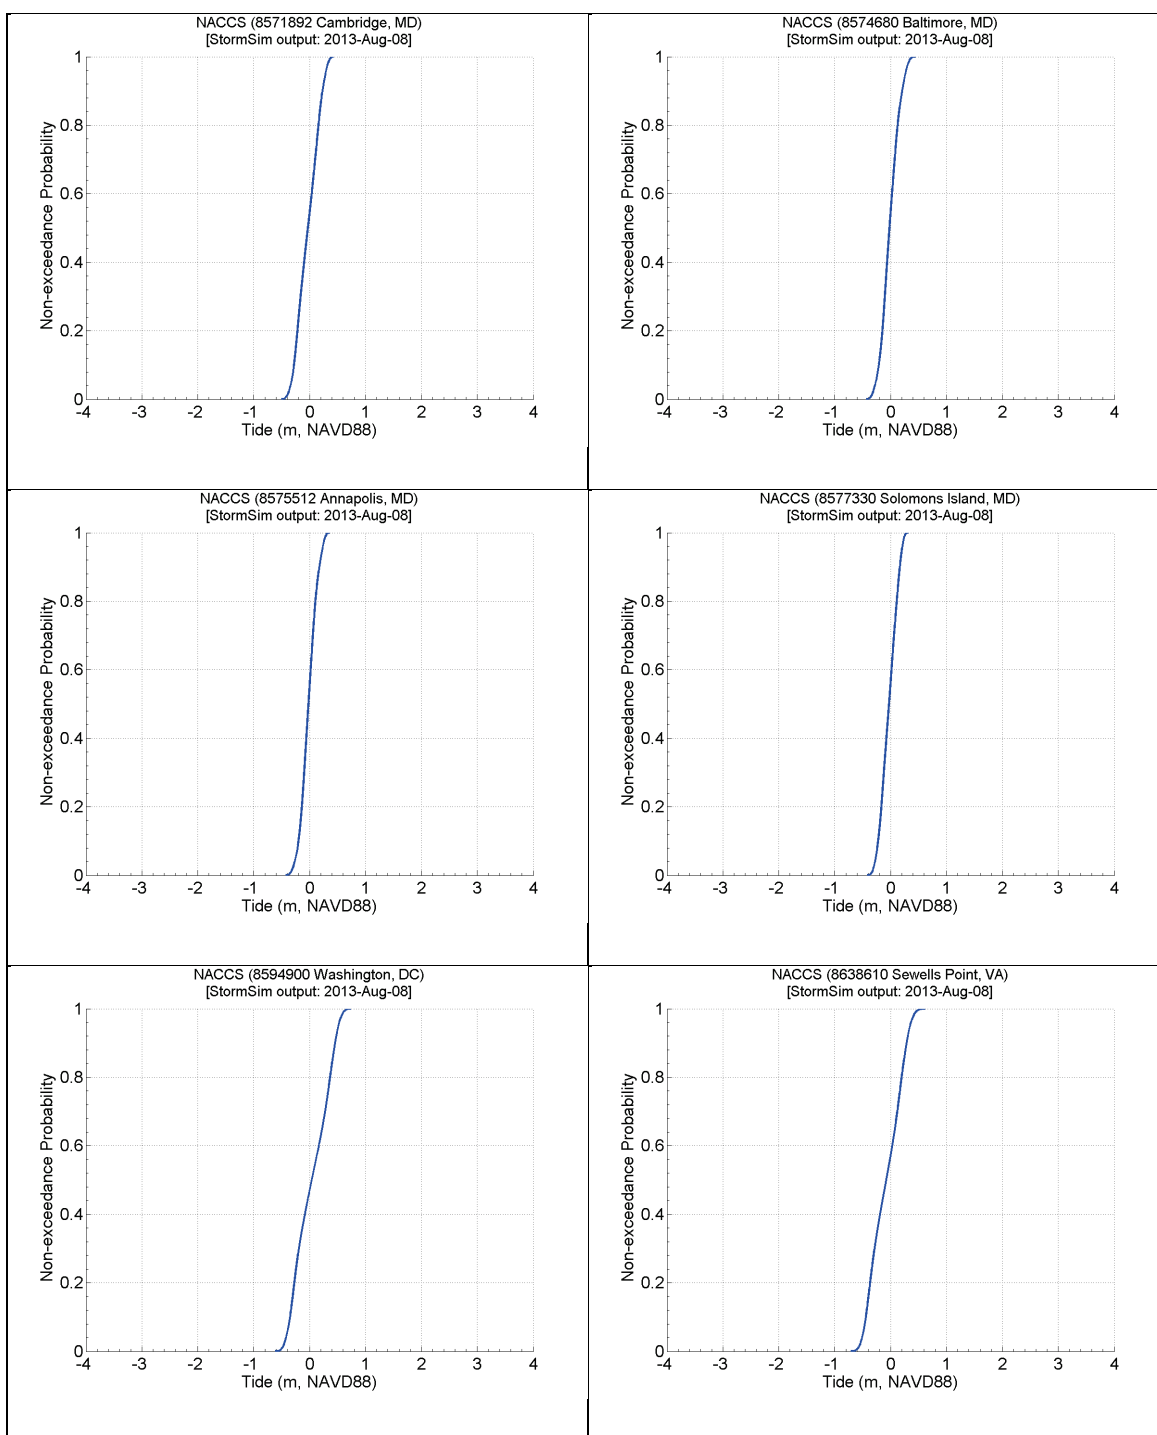 NACCS (8571892 Cambridge, MD)
[StormSim output: 2013-Aug-08]
Non-exceedance Probability
1
0.8
0.6
0.4
0.2
0
-4 -3 -2 -1 0 1 2 3 4
Tide (m, NAVD88)
NACCS (8574680 Baltimore, MD)
[StormSim output: 2013-Aug-08]
Non-exceedance Probability
1
0.8
0.6
0.4
0.2
0
-4 -3 -2 -1 0 1 2 3 4
Tide (m, NAVD88)
NACCS (8575512 Annapolis, MD)
[StormSim output: 2013-Aug-08]
Non-exceedance Probability
1
0.8
0.6
0.4
0.2
0
-4 -3 -2 -1 0 1 2 3 4
Tide (m, NAVD88)
NACCS (8577330 Solomons Island, MD)
[StormSim output: 2013-Aug-08]
Non-exceedance Probability
1
0.8
0.6
0.4
0.2
0
-4 -3 -2 -1 0 1 2 3 4
Tide (m, NAVD88)
NACCS (8594900 Washington, DC)
[StormSim output: 2013-Aug-08]
Non-exceedance Probability
1
0.8
0.6
0.4
0.2
0
-4 -3 -2 -1 0 1 2 3 4
Tide (m, NAVD88)
NACCS (8638610 Sewells Point, VA)
[StormSim output: 2013-Aug-08]
Non-exceedance Probability
1
0.8
0.6
0.4
0.2
0
-4 -3 -2 -1 0 1 2 3 4
Tide (m, NAVD88)